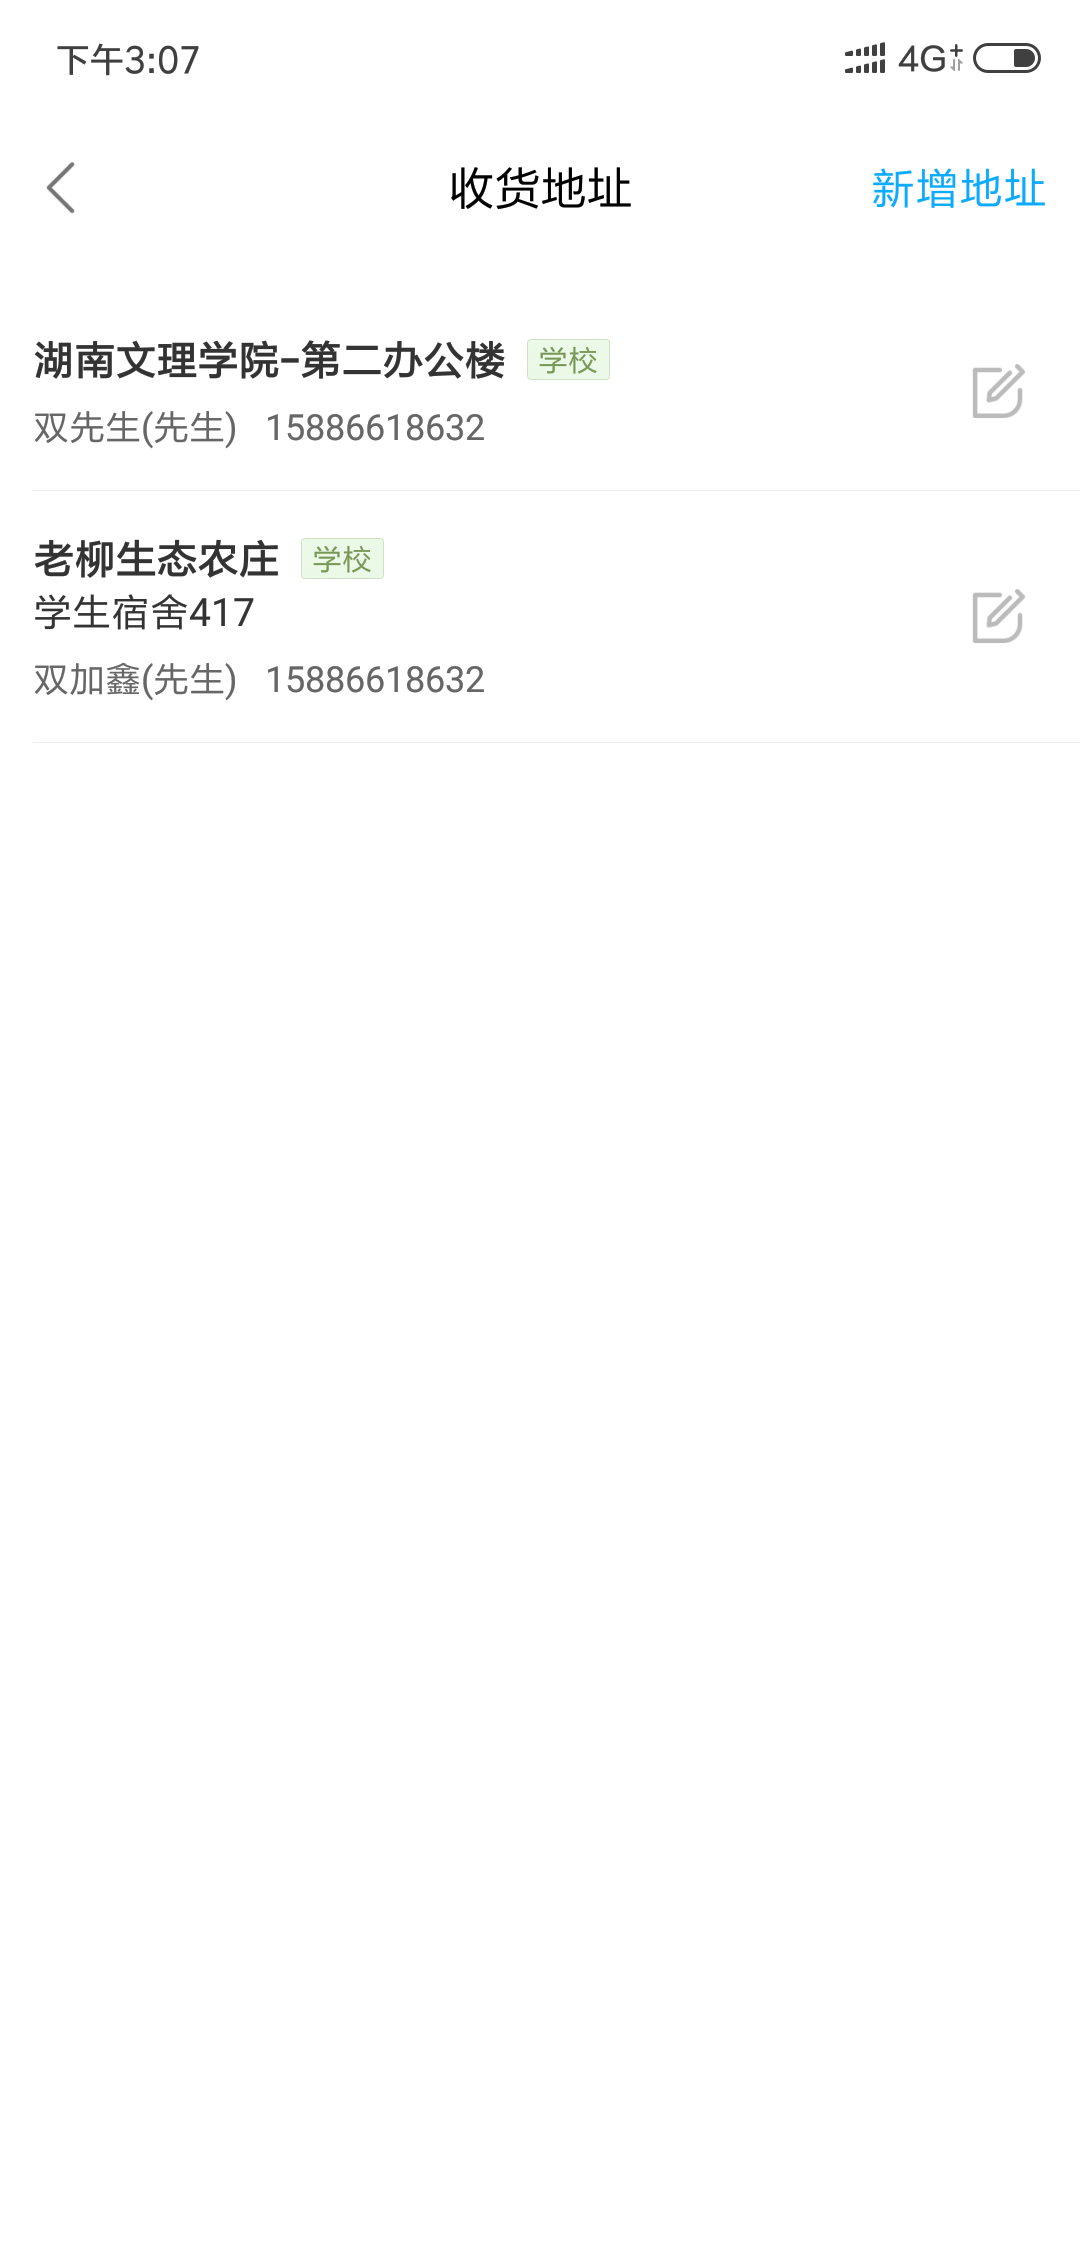 下午3:07 4G+
收货地址 新增地址
湖南文理学院-第二办公楼 学校
双先生(先生) 15886618632
老柳生态农庄 学校
学生宿舍417
双加鑫(先生) 15886618632